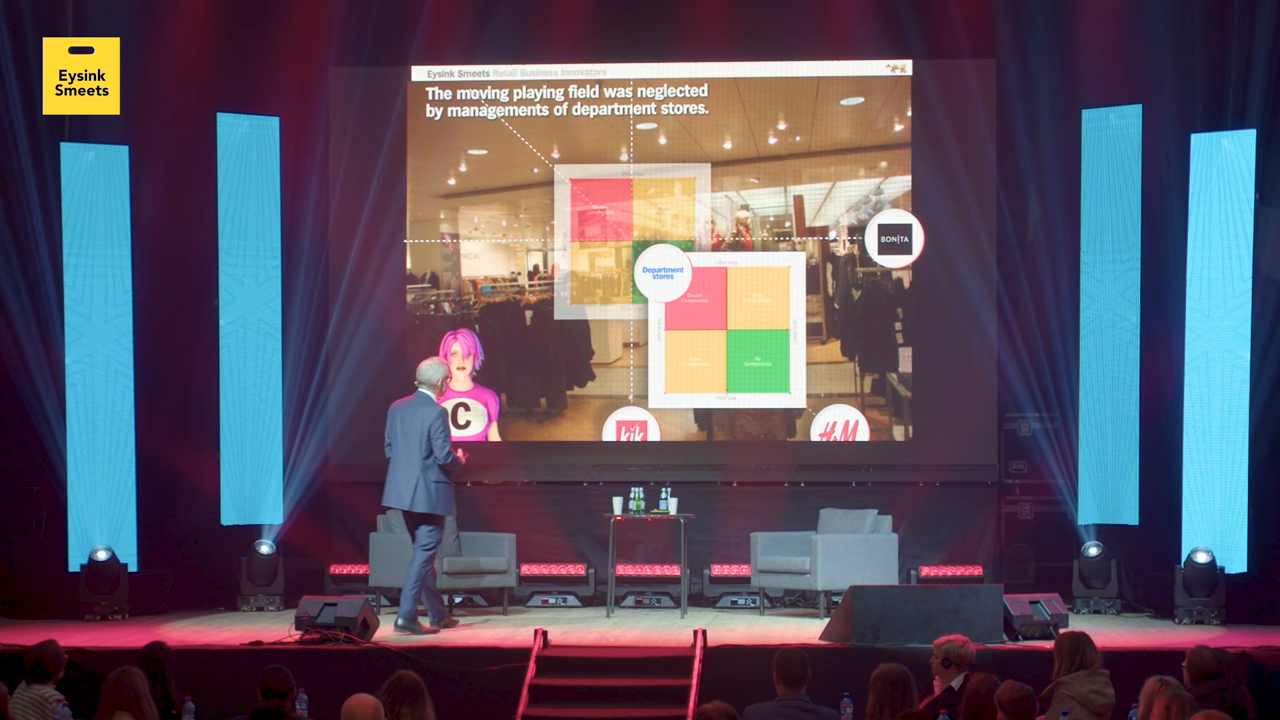 Eysink
Smeets
Eysink Smeets Retail Business Innovators
The moving playing field was neglected
by managements of department stores.
BONITA
Department
stores
C
kik
H&M